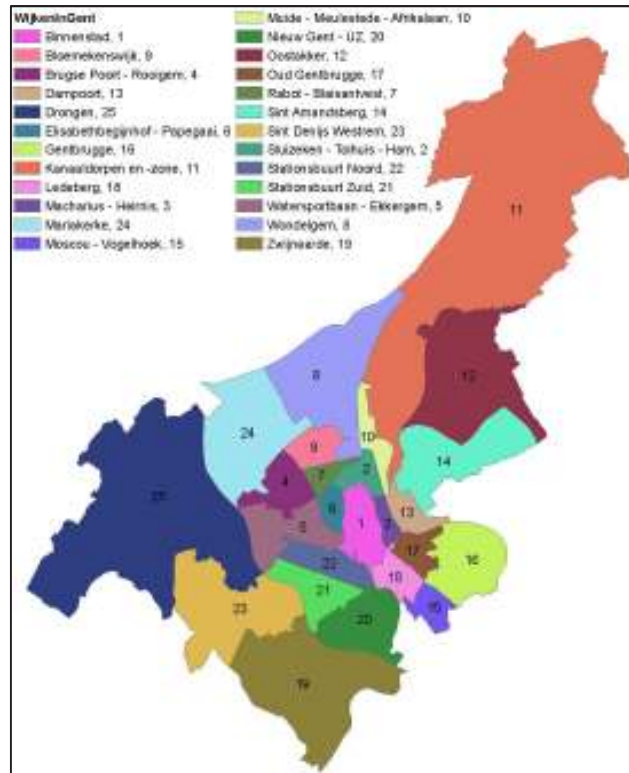 WijkenInGent
Binnenstad, 1
Bloemekenswijk, 9
Brugse Poort - Rooigem, 4
Dampoort, 13
Drongen, 25
Elisabethbegijnhof - Papegaai, 6
Gentbrugge, 16
Kanaaldorpen en -zone, 11
Ledeberg, 18
Macharius - Heirnis, 3
Mariakerke, 24
Moscou - Vogelhoek, 15
Muide - Meulestede - Afrikalaan, 10
Nieuw Gent - UZ, 20
Oostakker, 12
Oud Gentbrugge, 17
Rabot - Blaisantvest, 7
Sint Amandsberg, 14
Sint Denijs Westrem, 23
Sluizeken - Tolhuis - Ham, 2
Stationsbuurt Noord, 22
Stationsbuurt Zuid, 21
Watersportbaan - Ekkergem, 5
Wondelgem, 8
Zwijnaarde, 19
11
8
12
24
10
9
14
2
7
4
25
6
13
5
1
3
17
16
22
18
21
15
23
20
19